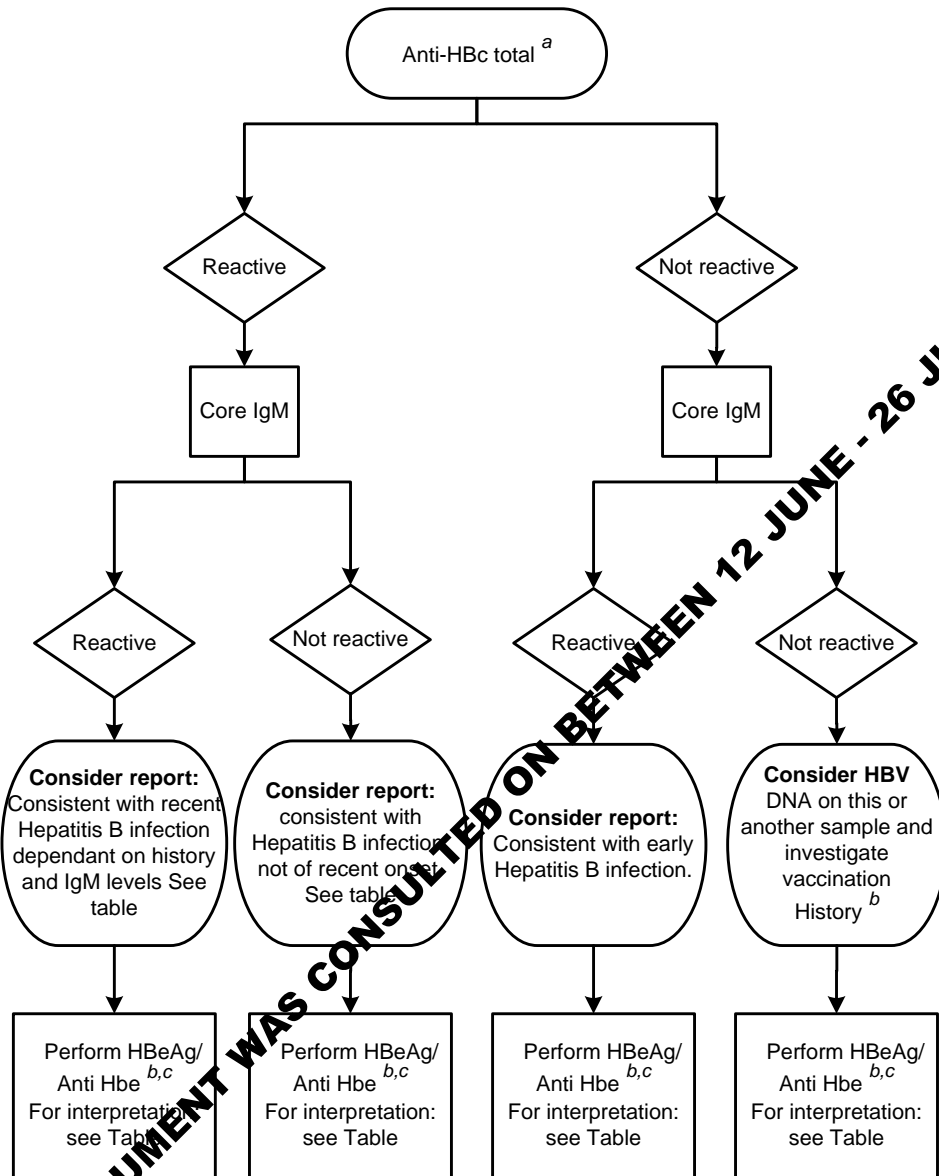 Anti-HBc total a
Reactive
Not reactive
Core IgM
Core IgM
Reactive
Not reactive
Reactive
Not reactive
Consider report:
Consistent with recent
Hepatitis B infection
dependant on history
and IgM levels See
table
Consider report:
consistent with
Hepatitis B infection
not of recent onset
See table
Consider report:
Consistent with early
Hepatitis B infection.
Consider HBV
DNA on this or
another sample and
investigate
vaccination
History b
Perform HBeAg/
Anti Hbe b,c
For interpretation:
see Table
Perform HBeAg/
Anti Hbe b,c
For interpretation:
see Table
Perform HBeAg/
Anti Hbe b,c
For interpretation:
see Table
Perform HBeAg/
Anti Hbe b,c
For interpretation:
see Table
WAS CONSULTED ON BETWEEN 12 JUNE - 26